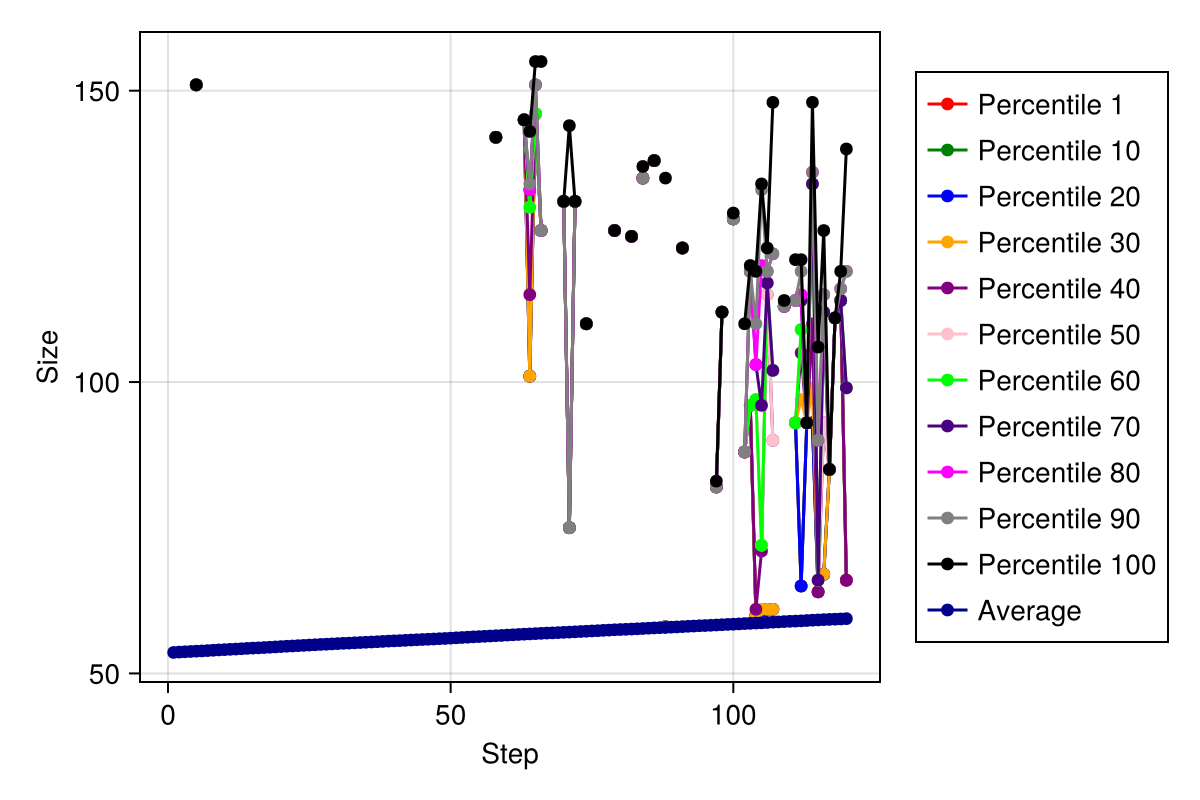 150
100
50
0
50
100
Size
Step
Percentile 1
Percentile 10
Percentile 20
Percentile 30
Percentile 40
Percentile 50
Percentile 60
Percentile 70
Percentile 80
Percentile 90
Percentile 100
Average